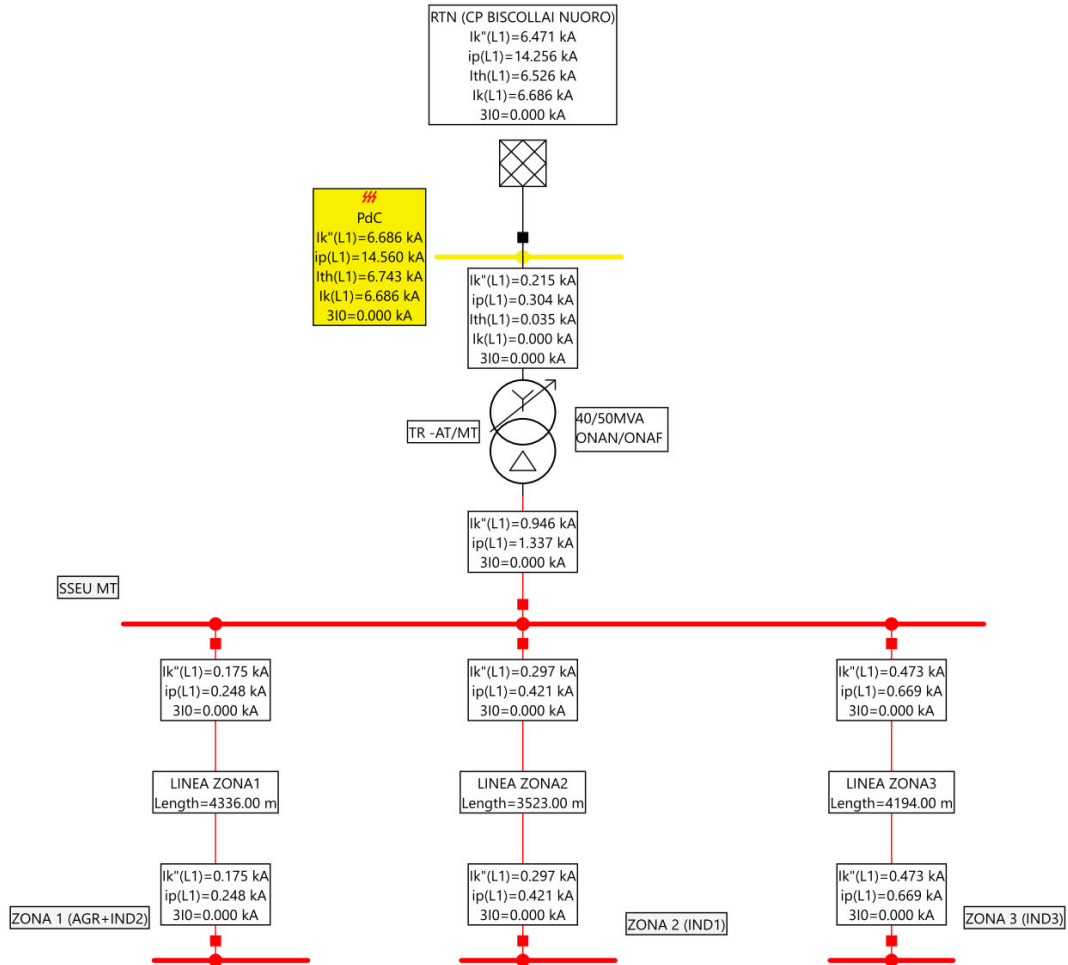 RTN (CP BISCOLLAI NUORO)
Ik"(L1)=6.471 kA
ip(L1)=14.256 kA
Ith(L1)=6.526 kA
Ik(L1)=6.686 kA
3I0=0.000 kA
PdC
Ik"(L1)=6.686 kA
ip(L1)=14.560 kA
Ith(L1)=6.743 kA
Ik(L1)=6.686 kA
3I0=0.000 kA
Ik"(L1)=0.215 kA
ip(L1)=0.304 kA
Ith(L1)=0.035 kA
Ik(L1)=0.000 kA
3I0=0.000 kA
TR -AT/MT
40/50MVA
ONAN/ONAF
Ik"(L1)=0.946 kA
ip(L1)=1.337 kA
3I0=0.000 kA
SSEU MT
Ik"(L1)=0.175 kA
ip(L1)=0.248 kA
3I0=0.000 kA
Ik"(L1)=0.297 kA
ip(L1)=0.421 kA
3I0=0.000 kA
Ik"(L1)=0.473 kA
ip(L1)=0.669 kA
3I0=0.000 kA
LINEA ZONA1
Length=4336.00 m
LINEA ZONA2
Length=3523.00 m
LINEA ZONA3
Length=4194.00 m
Ik"(L1)=0.175 kA
ip(L1)=0.248 kA
3I0=0.000 kA
Ik"(L1)=0.297 kA
ip(L1)=0.421 kA
3I0=0.000 kA
Ik"(L1)=0.473 kA
ip(L1)=0.669 kA
3I0=0.000 kA
ZONA 1 (AGR+IND2)
ZONA 2 (IND1)
ZONA 3 (IND3)